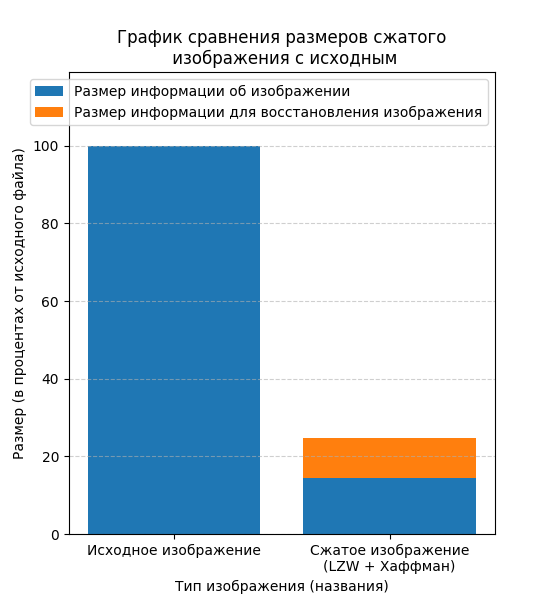 График сравнения размеров сжатого
изображения с исходным
Размер информации об изображении
Размер информации для восстановления изображения
Размер (в процентах от исходного файла)
100
80
60
40
20
0
Исходное изображение
Сжатое изображение
(LZW + Хаффман)
Тип изображения (названия)